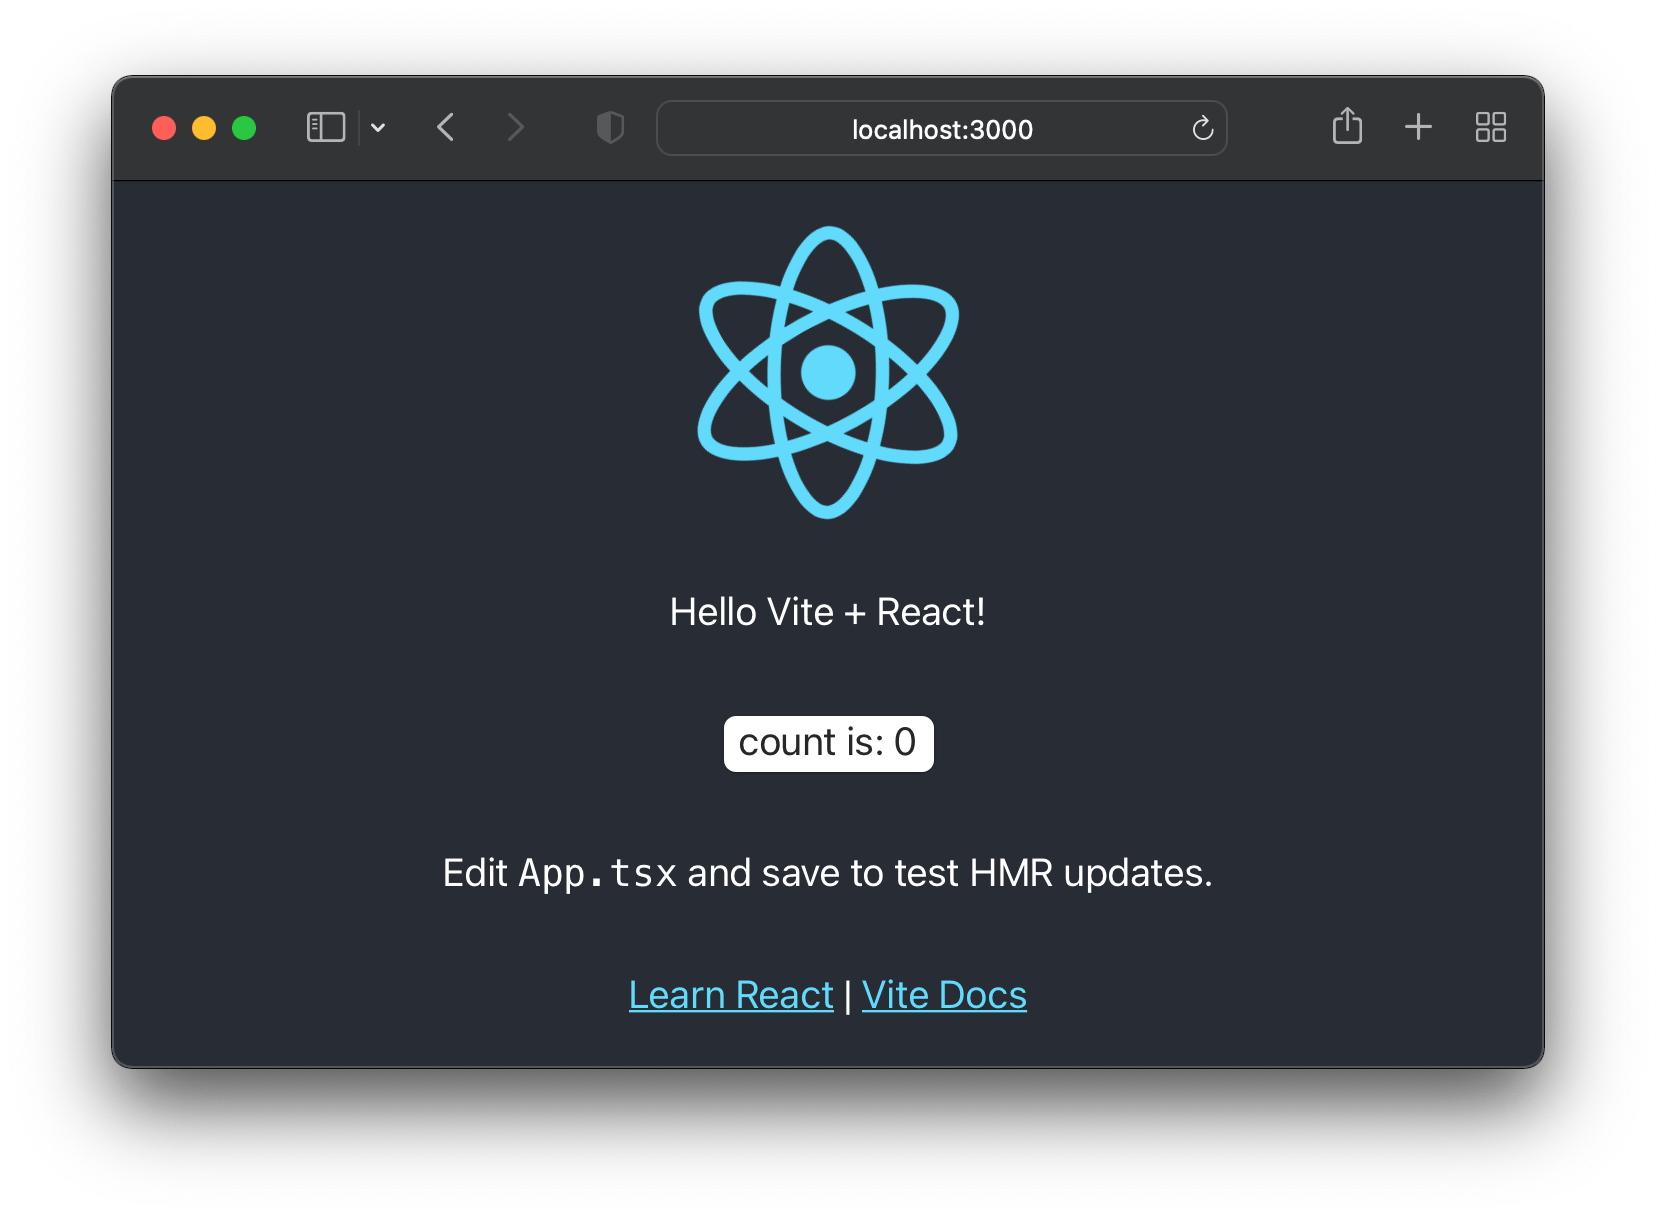 localhost:3000
Hello Vite + React!
count is: 0
Edit App.tsx and save to test HMR updates.
Learn React | Vite Docs